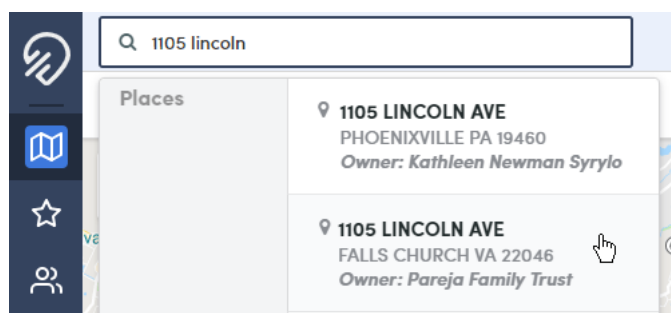 1105 lincoln
Places
1105 LINCOLN AVE
PHOENIXVILLE PA 19460
Owner: Kathleen Newman Syrylo
1105 LINCOLN AVE
FALLS CHURCH VA 22046
Owner: Pareja Family Trust
va